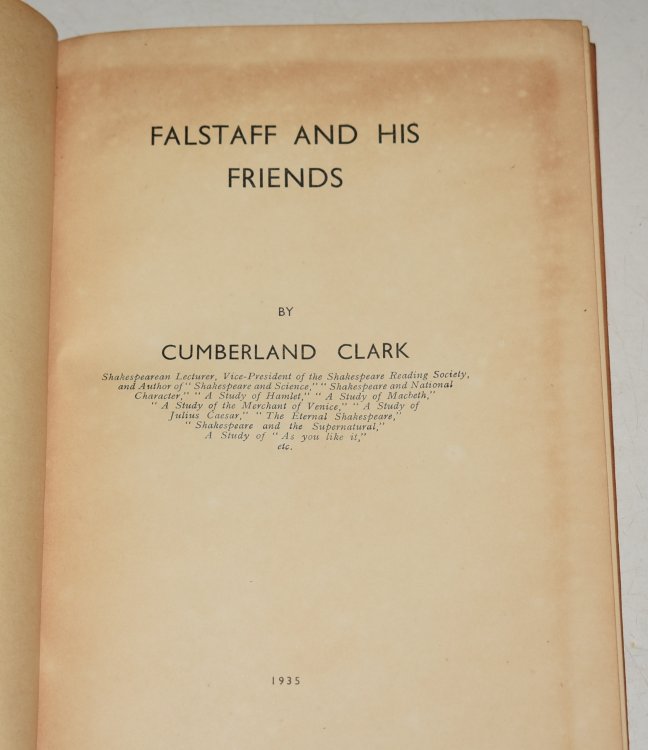 FALSTAFF AND HIS
FRIENDS
BY
CUMBERLAND CLARK
Shakespearean Lecturer, Vice-President of the Shakespeare Reading Society,
and Author of "Shakespeare and Science," "Shakespeare and National
Character," "A Study of Hamlet," "A Study of Macbeth,"
"A Study of the Merchant of Venice," "A Study of
Julius Caesar," "The Eternal Shakespeare,"
"Shakespeare and the Supernatural,"
A Study of "As you like it,"
etc.
1935